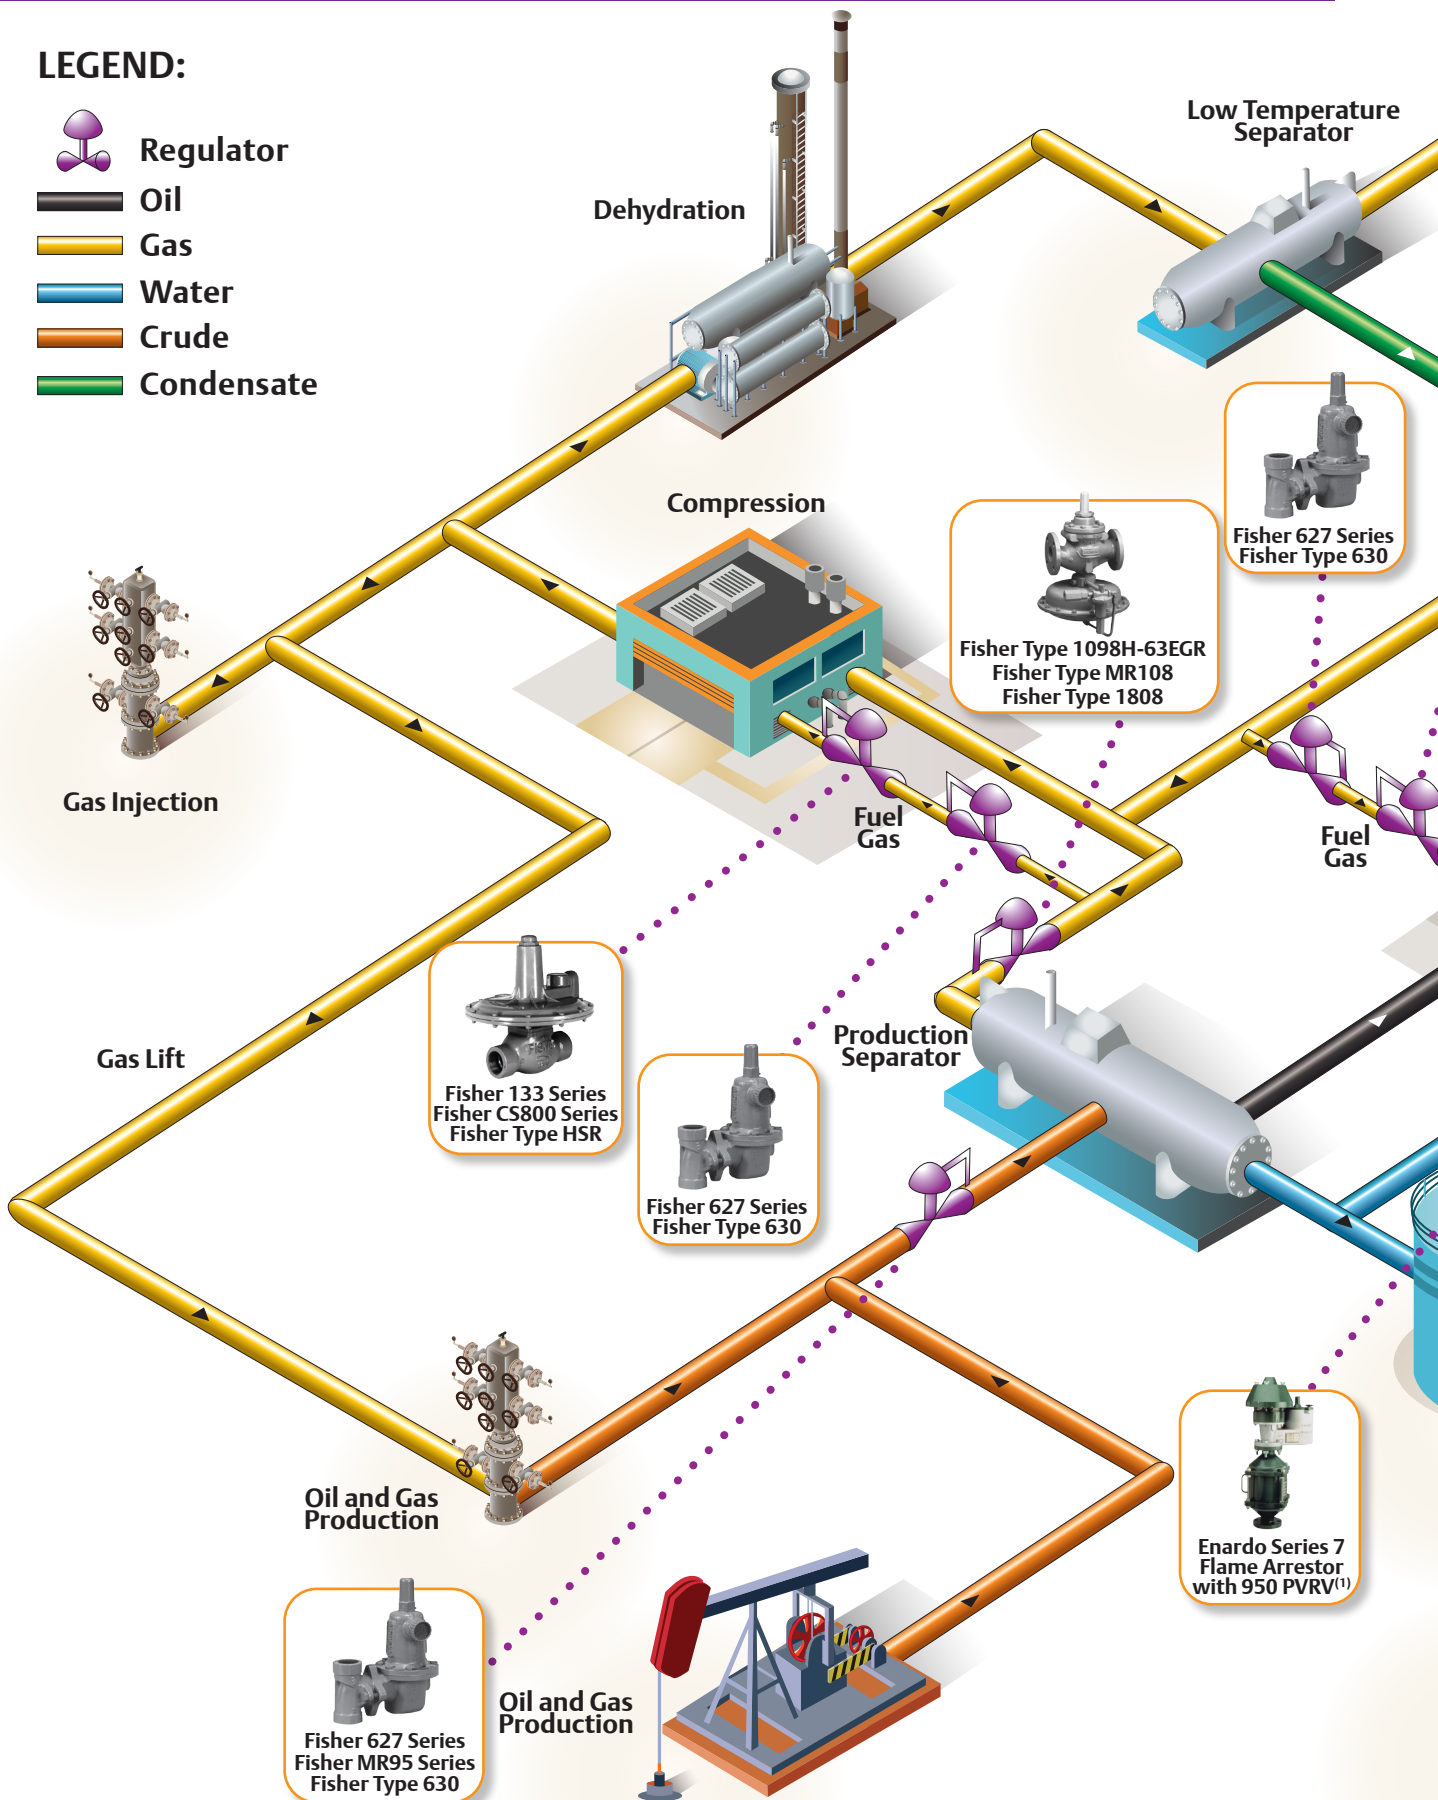 LEGEND:
Regulator
Oil
Gas
Water
Crude
Condensate
Low Temperature
Separator
Dehydration
Compression
Fisher 627 Series
Fisher Type 630
Fisher Type 1098H-63EGR
Fisher Type MR108
Fisher Type 1808
Gas Injection
Fuel
Gas
Fuel
Gas
Production
Separator
Gas Lift
Fisher 133 Series
Fisher CS800 Series
Fisher Type HSR
Fisher 627 Series
Fisher Type 630
Oil and Gas
Production
Enardo Series 7
Flame Arrestor
with 950 PVRV(1)
Oil and Gas
Production
Fisher 627 Series
Fisher MR95 Series
Fisher Type 630